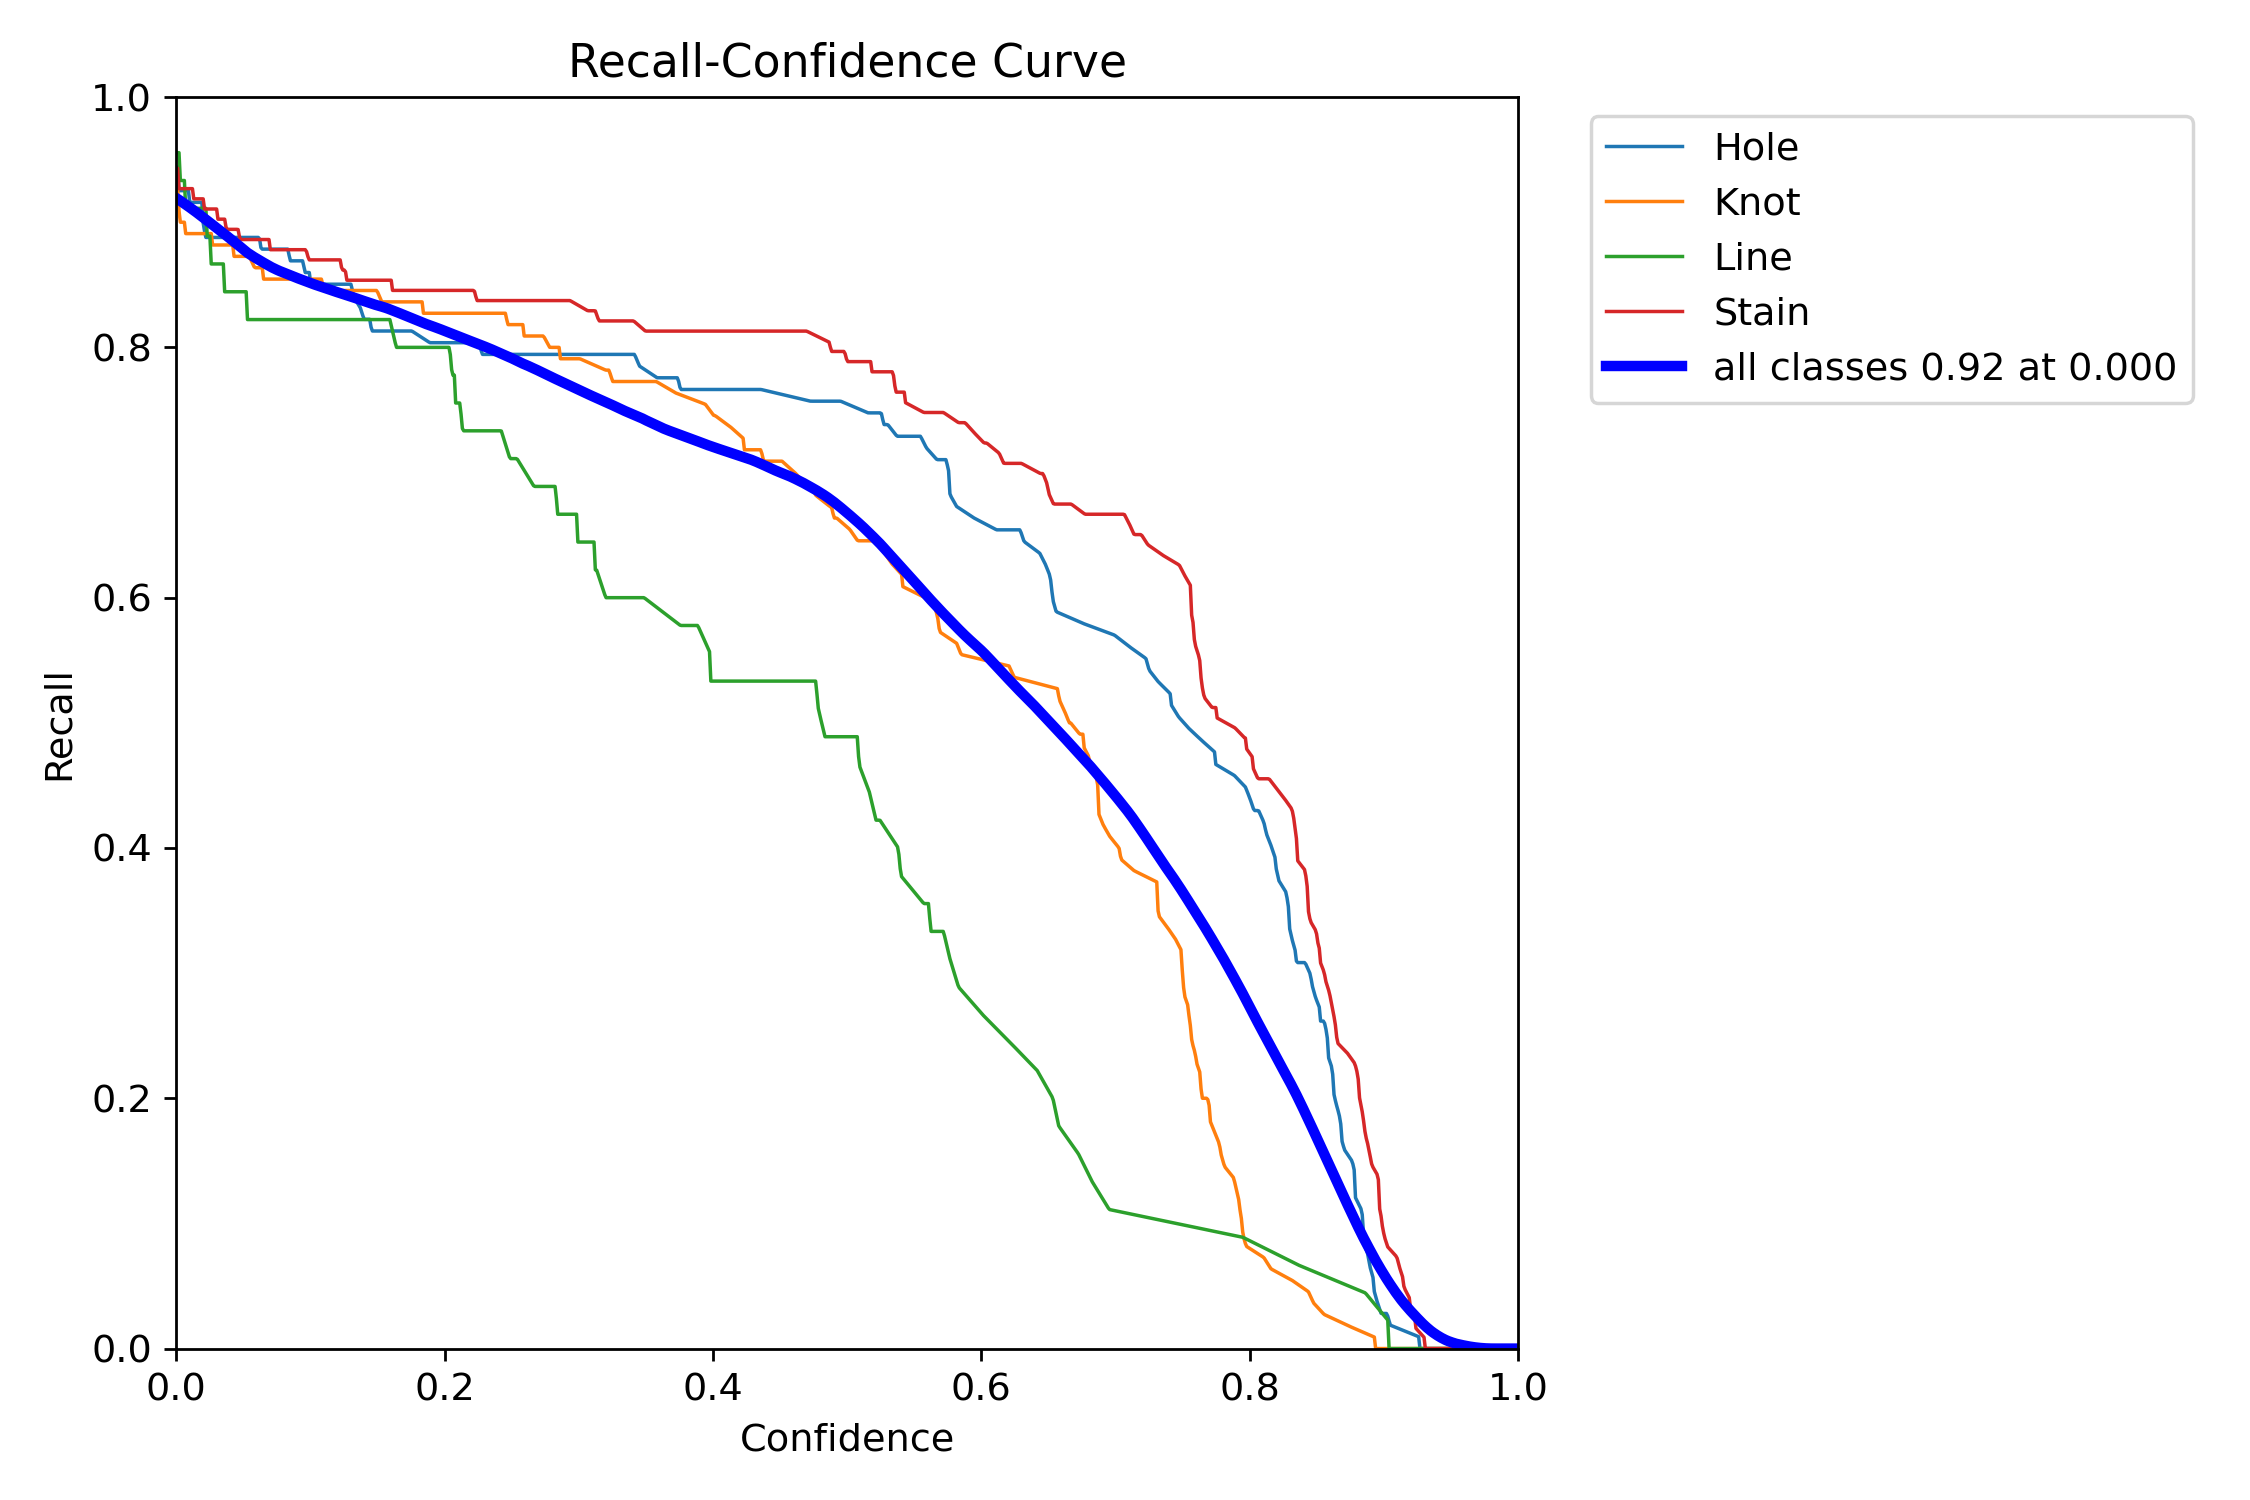 Recall-Confidence Curve
1.0
0.8
0.6
0.4
0.2
0.0
Recall
0.0 0.2 0.4 0.6 0.8 1.0
Confidence
Hole
Knot
Line
Stain
all classes 0.92 at 0.000